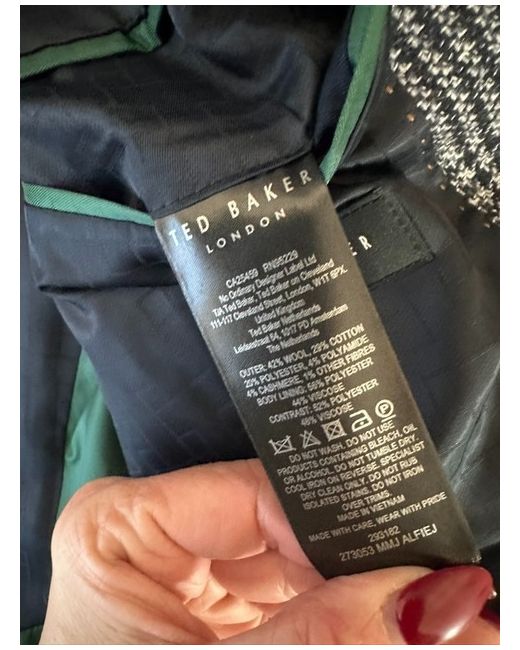 TED BAKER
LONDON
ER
CA25459 RN95229
No Ordinary Designer Label Ltd
T/A Ted Baker, Ted Baker on Cleveland
111-117 Cleveland Street, London, W1T 6PX.
United Kingdom
Ted Baker Netherlands
Leidsestraat 64, 1017 PD Amsterdam
The Netherlands
OUTER: 42% WOOL, 29% COTTON
20% POLYESTER, 4% POLYAMIDE
4% CASHMERE, 1% OTHER FIBRES
BODY LINING: 56% POLYESTER
44% VISCOSE
CONTRAST: 52% POLYESTER
48% VISCOSE
DO NOT WASH. DO NOT USE
PRODUCTS CONTAINING BLEACH, OIL
OR ALCOHOL. DO NOT TUMBLE DRY.
COOL IRON ON REVERSE. SPECIALIST
DRY CLEAN ONLY. DO NOT RUB
ISOLATED STAINS. DO NOT IRON
OVER TRIMS.
MADE IN VIETNAM
MADE WITH CARE, WEAR WITH PRIDE
293182
273053 MMJ ALFIEJ